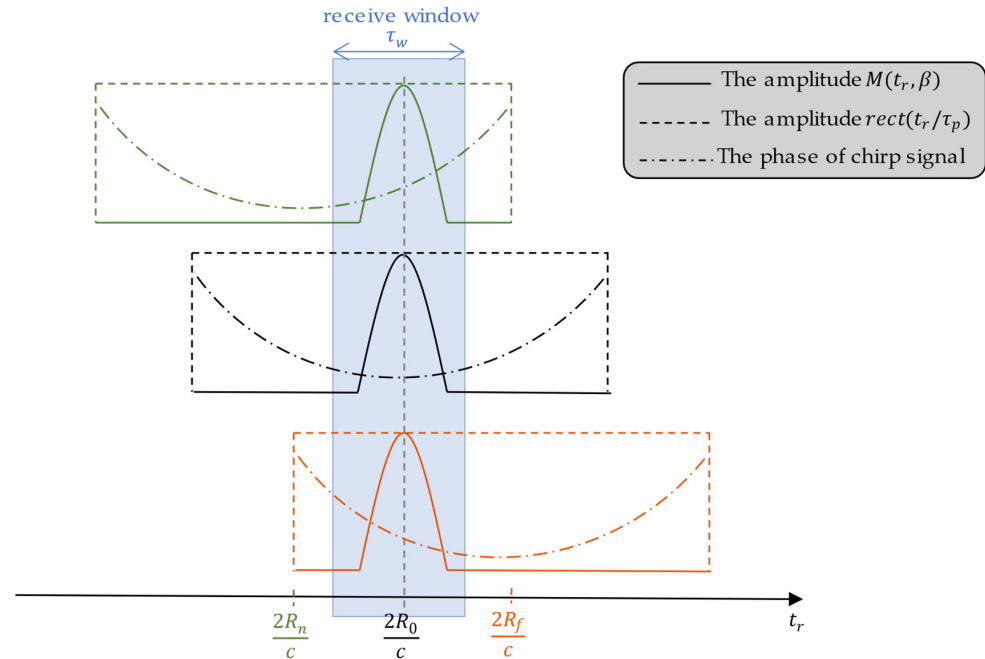 receive window
τ_w
The amplitude M(t_r, β)
The amplitude rect(t_r/τ_p)
The phase of chirp signal
2R_n/c
2R_0/c
2R_f/c
t_r